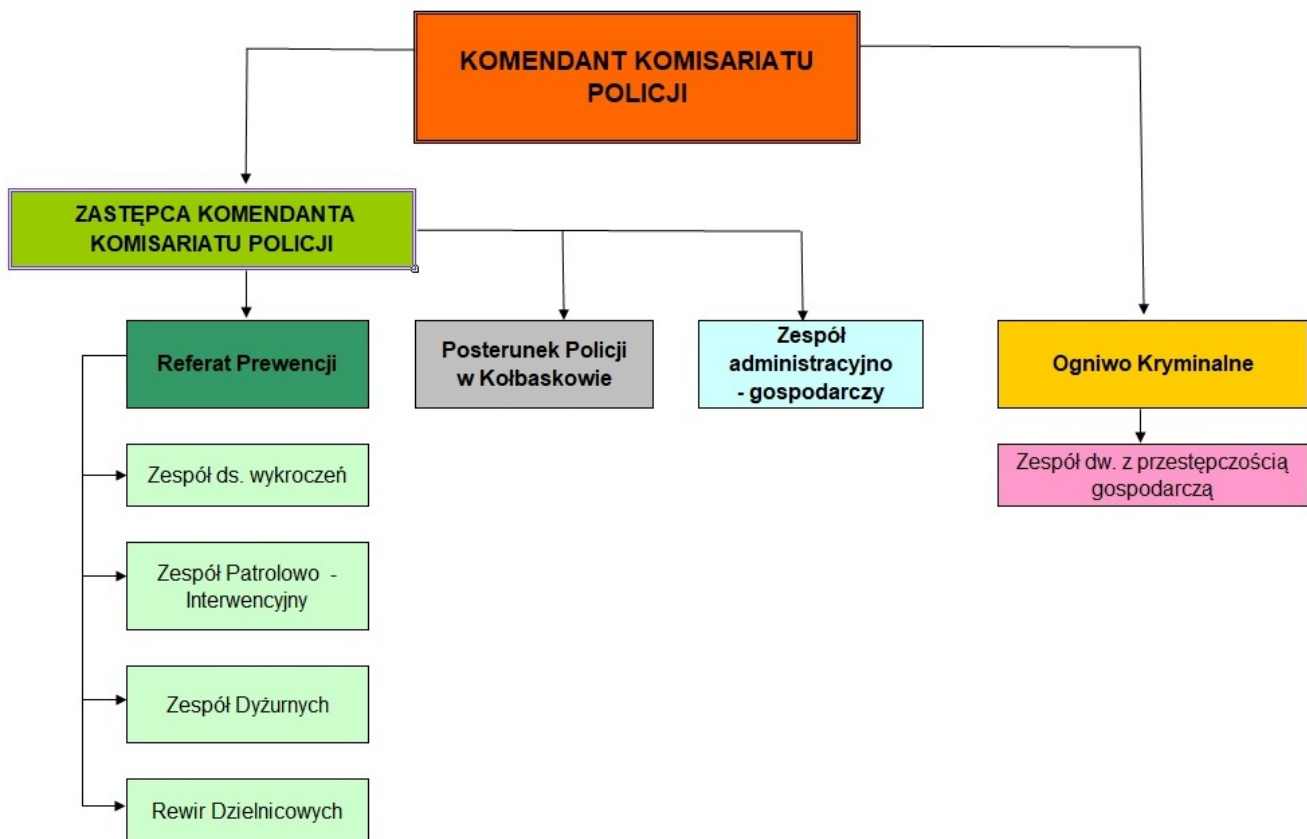 KOMENDANT KOMISARIATU
POLICJI
ZASTĘPCA KOMENDANTA
KOMISARIATU POLICJI
Referat Prewencji
Posterunek Policji
w Kołbaskowie
Zespół
administracyjno
- gospodarczy
Ogniwo Kryminalne
Zespół ds. wykroczeń
Zespół dw. z przestępczością
gospodarczą
Zespół Patrolowo -
Interwencyjny
Zespół Dyżurnych
Rewir Dzielnicowych